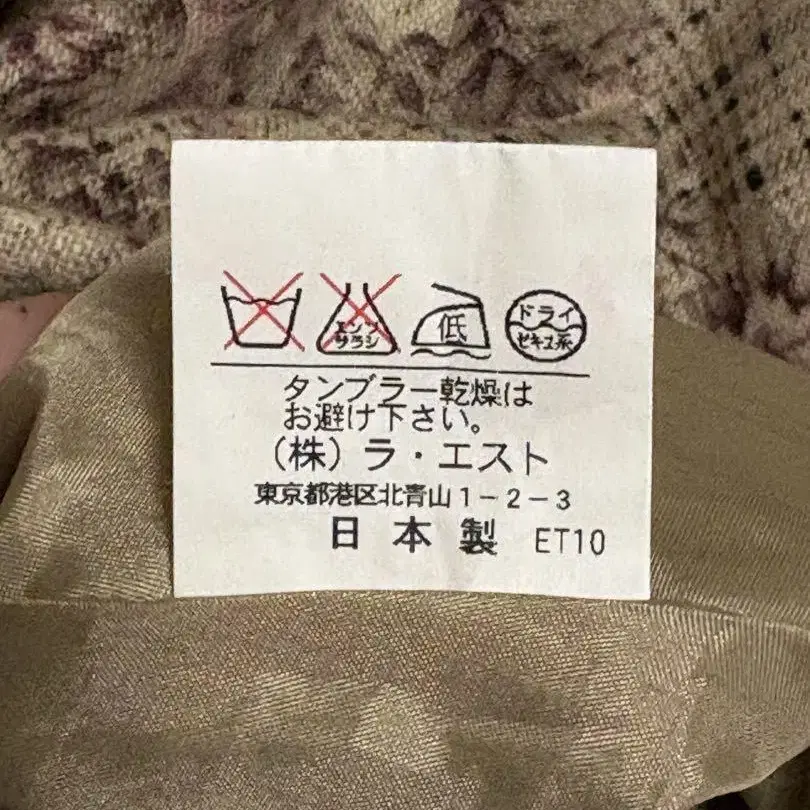 エンソ
サラシ
低
ドライ
セキユ系
タンブラー乾燥は
お避け下さい。
(株)ラ・エスト
東京都港区北青山1-2-3
日本製 ET10